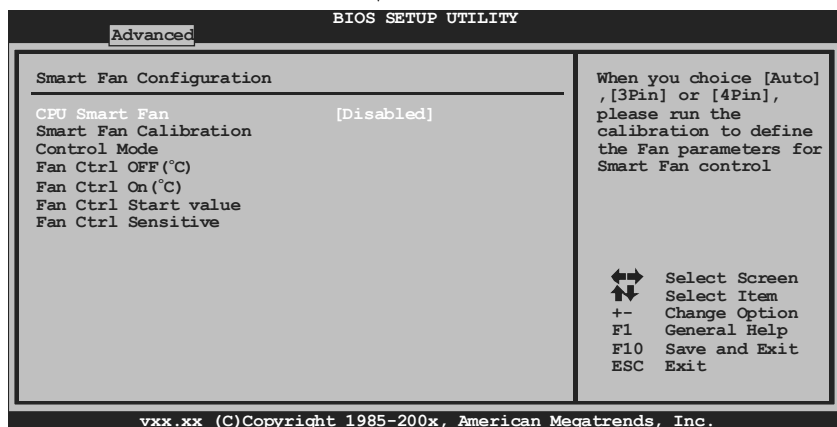 BIOS SETUP UTILITY
Advanced
Smart Fan Configuration
CPU Smart Fan [Disabled]
Smart Fan Calibration
Control Mode
Fan Ctrl OFF(°C)
Fan Ctrl On(°C)
Fan Ctrl Start value
Fan Ctrl Sensitive
When you choice [Auto]
,[3Pin] or [4Pin],
please run the
calibration to define
the Fan parameters for
Smart Fan control
Select Screen
Select Item
+- Change Option
F1 General Help
F10 Save and Exit
ESC Exit
vxx.xx (C)Copyright 1985-200x, American Megatrends, Inc.